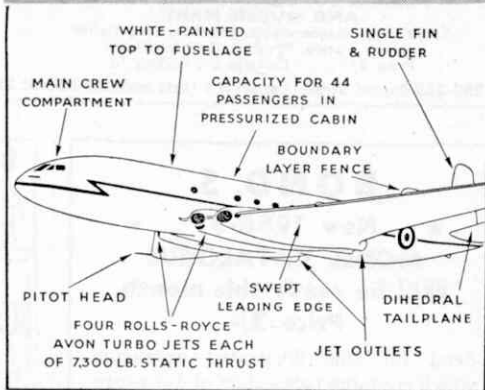 WHITE-PAINTED
TOP TO FUSELAGE
SINGLE FIN
& RUDDER
MAIN CREW
COMPARTMENT
CAPACITY FOR 44
PASSENGERS IN
PRESSURIZED CABIN
BOUNDARY
LAYER FENCE
PITOT HEAD
SWEPT
LEADING EDGE
DIHEDRAL
TAILPLANE
FOUR ROLLS-ROYCE
AVON TURBO JETS EACH
OF 7,300 LB. STATIC THRUST
JET OUTLETS